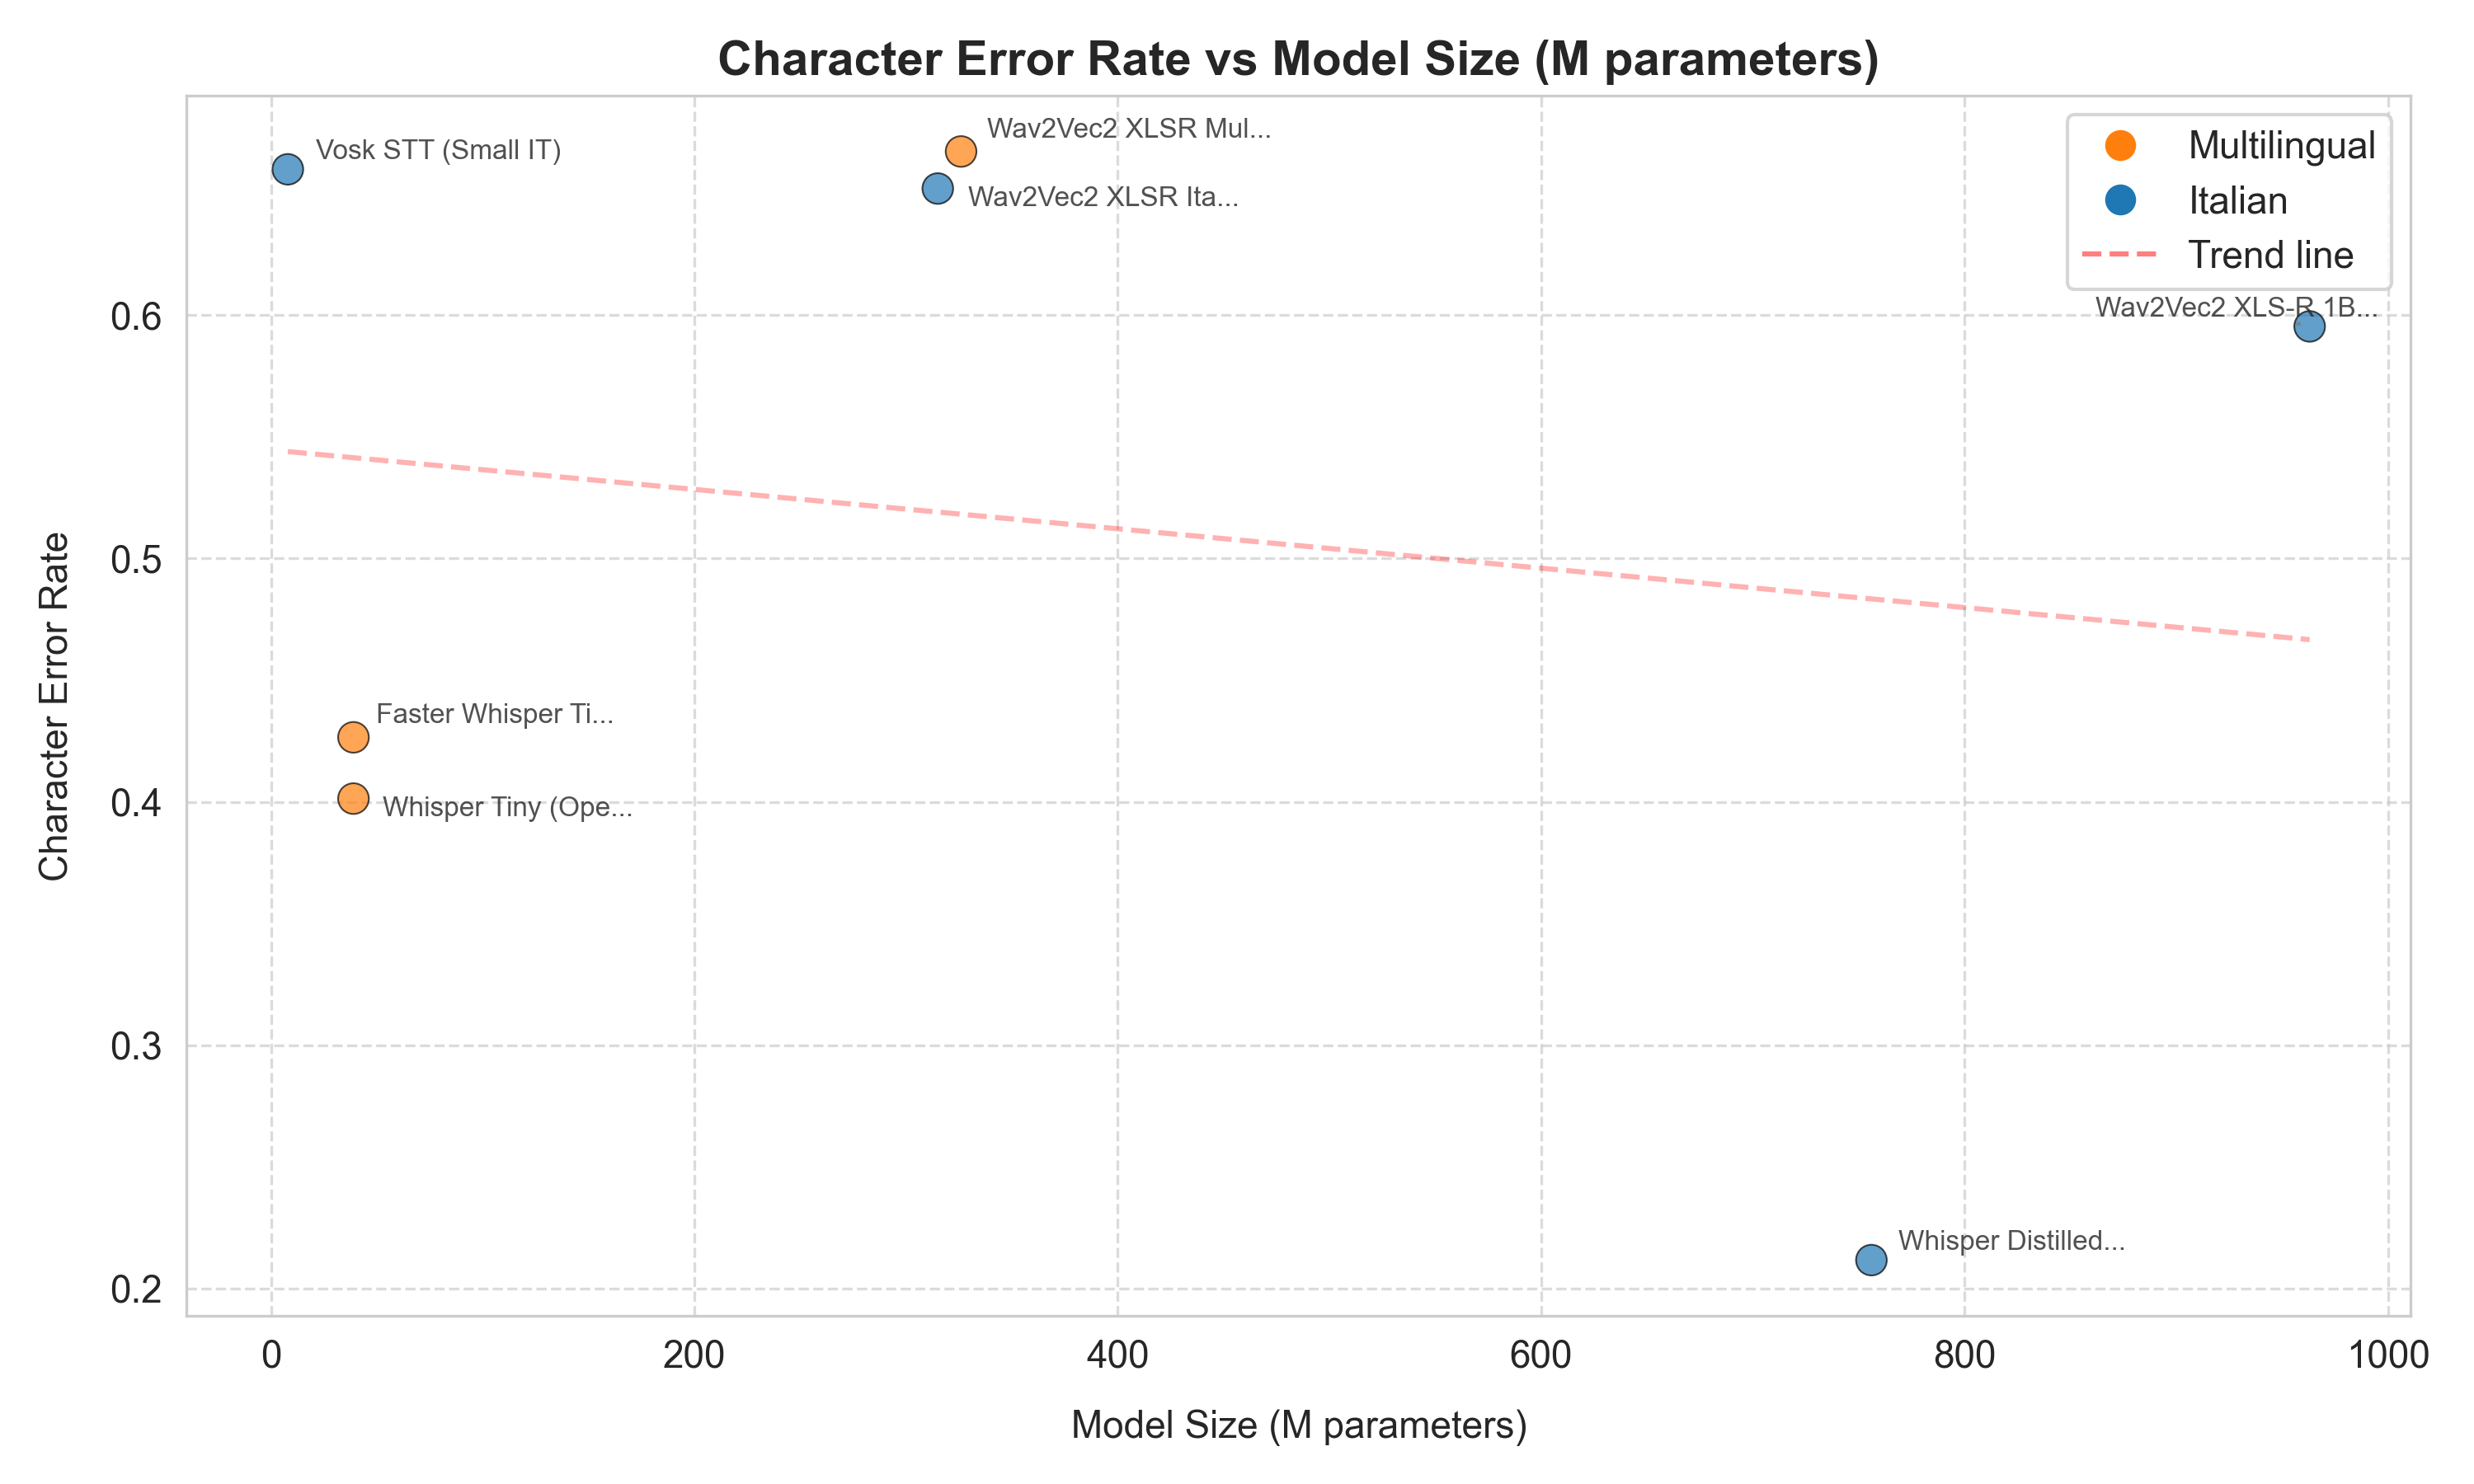 Character Error Rate vs Model Size (M parameters)
Vosk STT (Small IT)
Wav2Vec2 XLSR Mul...
Wav2Vec2 XLSR Ita...
Multilingual
Italian
Trend line
Wav2Vec2 XLS-R 1B...
Faster Whisper Ti...
Whisper Tiny (Ope...
Whisper Distilled...
Character Error Rate
0.6
0.5
0.4
0.3
0.2
0 200 400 600 800 1000
Model Size (M parameters)